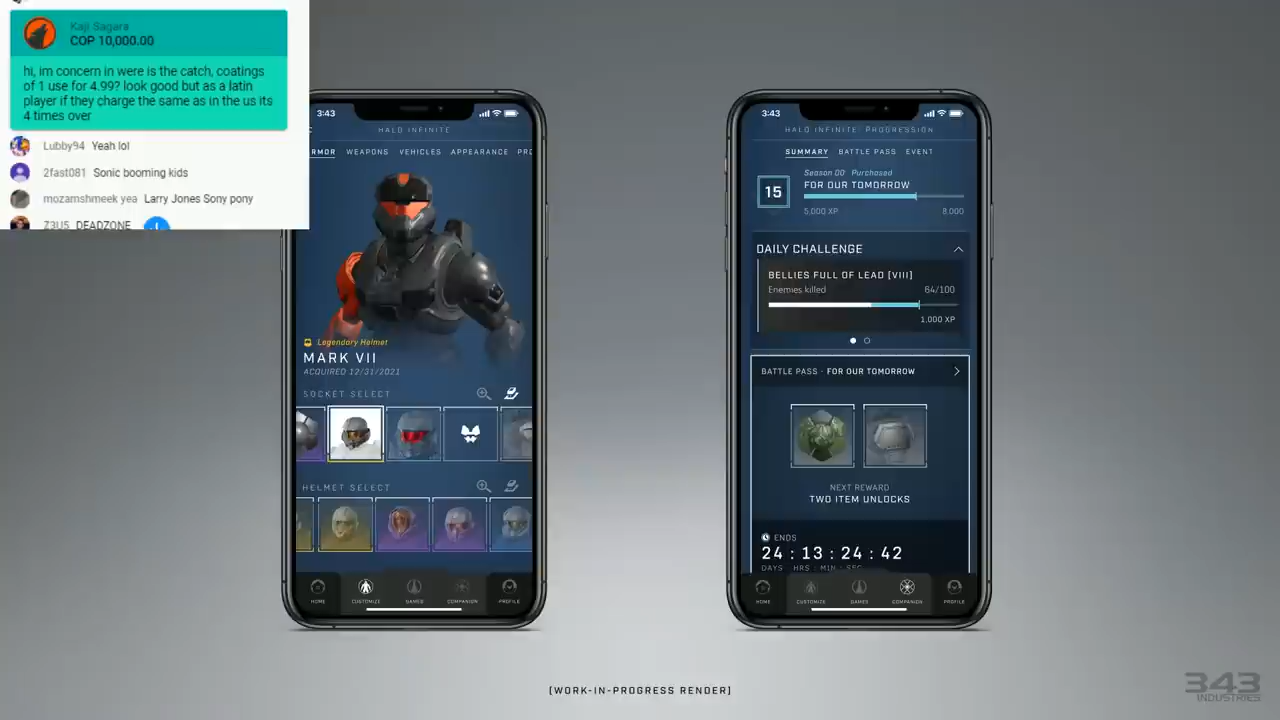 Kaji Sagara
COP 10,000.00
hi, im concern in were is the catch, coatings
of 1 use for 4.99? look good but as a latin
player if they charge the same as in the us its
4 times over
Lubby94 Yeah lol
2fast081 Sonic booming kids
mozamshmeek yea Larry Jones Sony pony
Z3U5 DEADZONE
3:43
HALO INFINITE
WEAPONS VEHICLES APPEARANCE PRO
Legendary Helmet
MARK VII
ACQUIRED 12/31/2021
SOCKET SELECT
HELMET SELECT
HOME CUSTOMIZE GAMES COMPANION PROFILE
3:43
HALO INFINITE: PROGRESSION
SUMMARY BATTLE PASS EVENT
15
Season 00 Purchased
FOR OUR TOMORROW
5,000 XP 8,000
DAILY CHALLENGE
BELLIES FULL OF LEAD [VIII]
Enemies killed 64/100
1,000 XP
BATTLE PASS - FOR OUR TOMORROW
NEXT REWARD
TWO ITEM UNLOCKS
ENDS
24 : 13 : 24 : 42
DAYS HRS : MIN : SEC
HOME CUSTOMIZE GAMES COMPANION PROFILE
[WORK-IN-PROGRESS RENDER]
343
INDUSTRIES